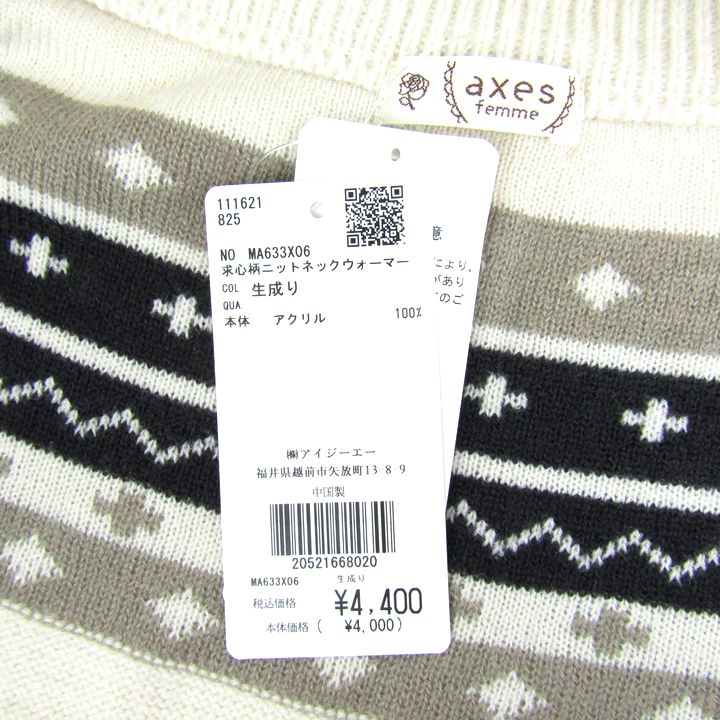 axes
femme
111621
825
NO MA633X06
求心柄ニットネックウォーマー
COL 生成り
QUA.
本体 アクリル 100%
㈱アイジーエー
福井県越前市矢放町13-8-9
中国製
20521668020
MA633X06 生成り
税込価格 ¥4,400
本体価格( ¥4,000)
により、
があり
てのご